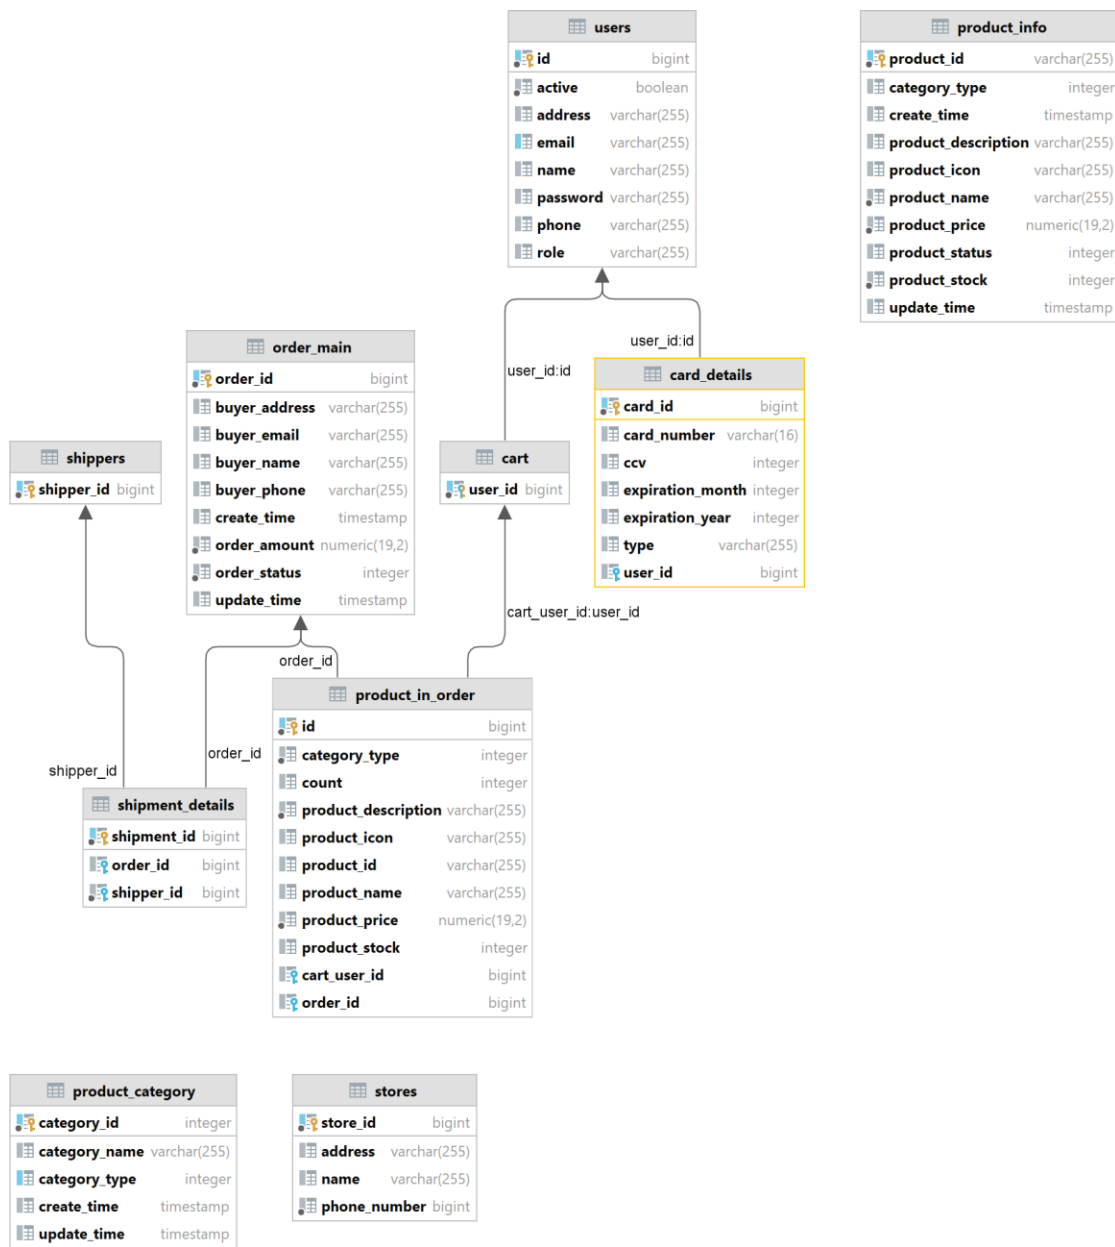 users
id bigint
active boolean
address varchar(255)
email varchar(255)
name varchar(255)
password varchar(255)
phone varchar(255)
role varchar(255)
product_info
product_id varchar(255)
category_type integer
create_time timestamp
product_description varchar(255)
product_icon varchar(255)
product_name varchar(255)
product_price numeric(19,2)
product_status integer
product_stock integer
update_time timestamp
user_id:id
user_id:id
order_main
order_id bigint
buyer_address varchar(255)
buyer_email varchar(255)
buyer_name varchar(255)
buyer_phone varchar(255)
create_time timestamp
order_amount numeric(19,2)
order_status integer
update_time timestamp
card_details
card_id bigint
card_number varchar(16)
ccv integer
expiration_month integer
expiration_year integer
type varchar(255)
user_id bigint
shippers
shipper_id bigint
cart
user_id bigint
cart_user_id:user_id
order_id
product_in_order
id bigint
category_type integer
count integer
product_description varchar(255)
product_icon varchar(255)
product_id varchar(255)
product_name varchar(255)
product_price numeric(19,2)
product_stock integer
cart_user_id bigint
order_id bigint
order_id
shipper_id
shipment_details
shipment_id bigint
order_id bigint
shipper_id bigint
product_category
category_id integer
category_name varchar(255)
category_type integer
create_time timestamp
update_time timestamp
stores
store_id bigint
address varchar(255)
name varchar(255)
phone_number bigint